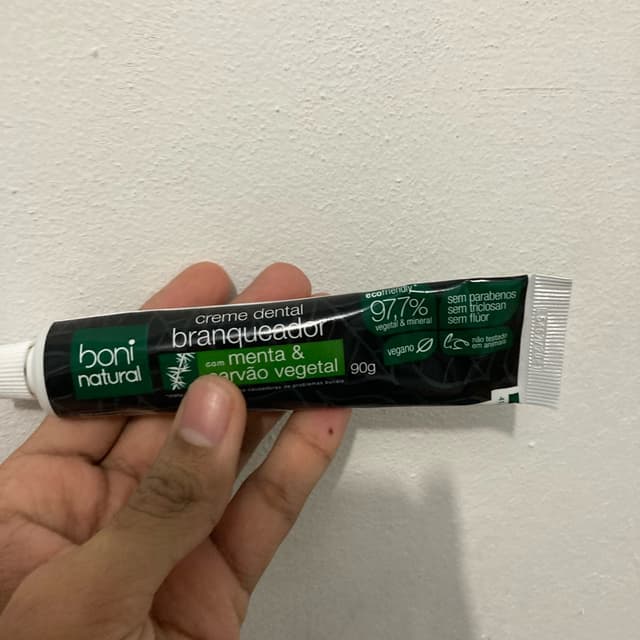 boni
natural
creme dental
branqueador
com menta &
vegetal
90g
ecofriendly
97,7%
vegetal & mineral
vegano
sem parabenos
sem triclosan
sem flúor
não testado
em animais